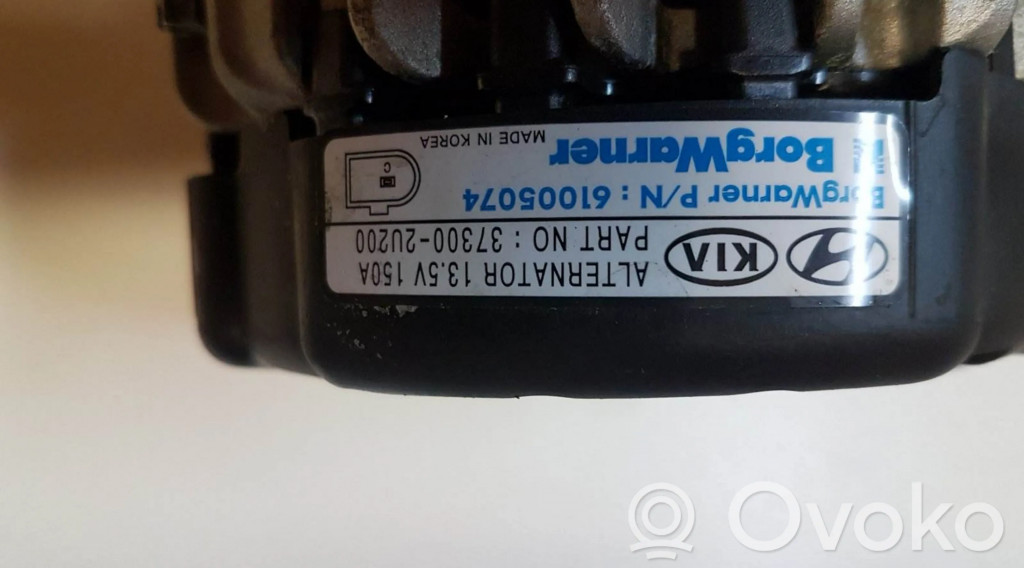 KIA
ALTERNATOR 13.5V 150A
PART NO : 37300-2U200
BorgWarner P/N : 61005074
BorgWarner
MADE IN KOREA
C
Ovoko